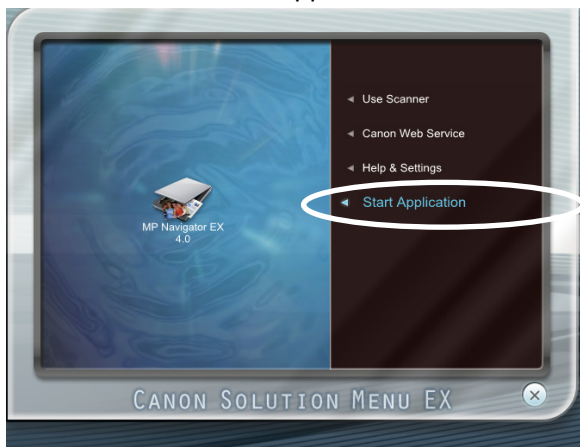 MP Navigator EX
4.0
Use Scanner
Canon Web Service
Help & Settings
Start Application
CANON SOLUTION MENU EX